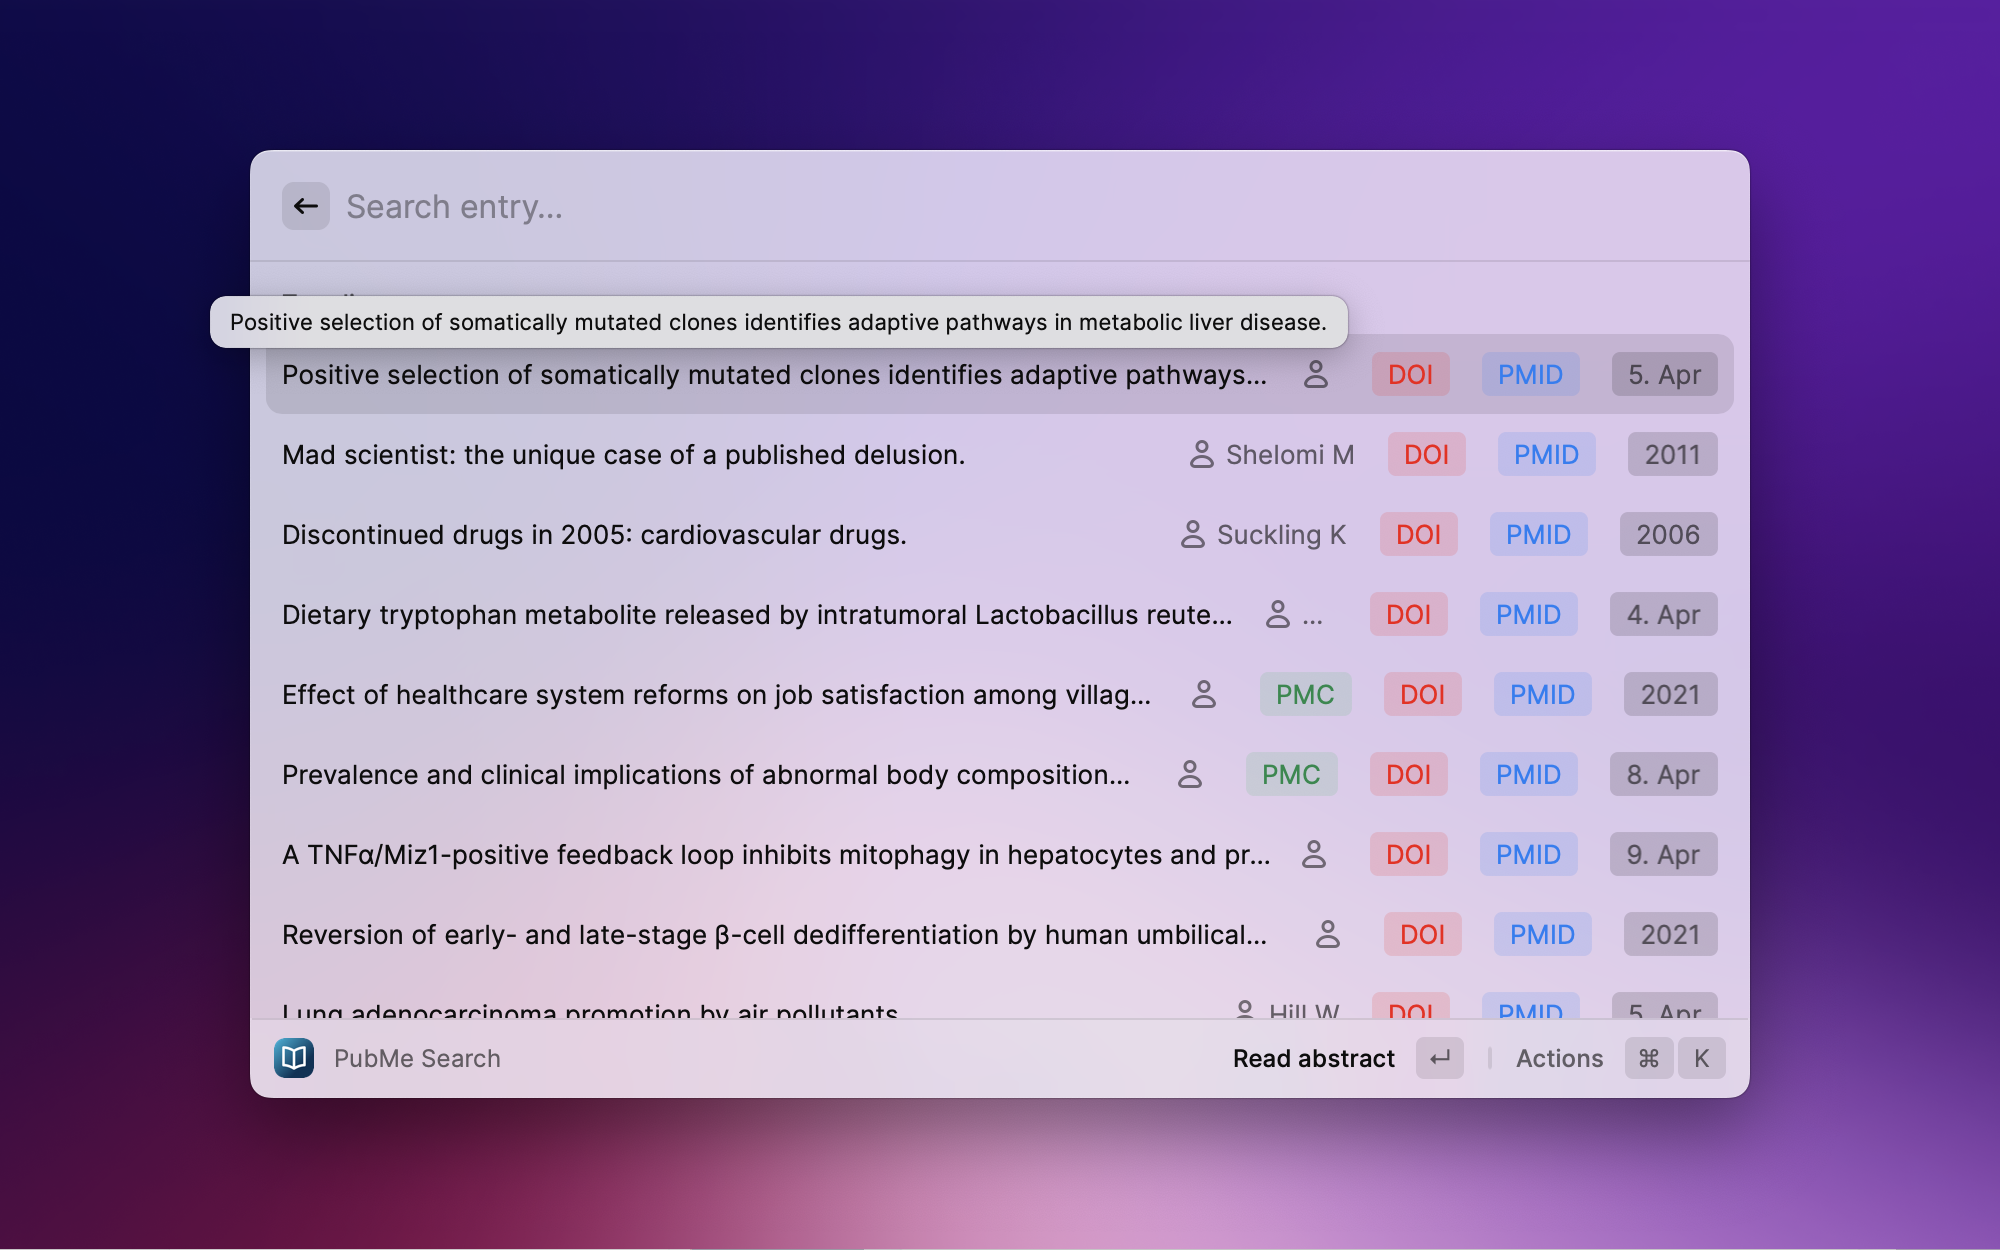 Search entry...
Positive selection of somatically mutated clones identifies adaptive pathways in metabolic liver disease.
Positive selection of somatically mutated clones identifies adaptive pathways... DOI PMID 5. Apr
Mad scientist: the unique case of a published delusion. Shelomi M DOI PMID 2011
Discontinued drugs in 2005: cardiovascular drugs. Suckling K DOI PMID 2006
Dietary tryptophan metabolite released by intratumoral Lactobacillus reute... ... DOI PMID 4. Apr
Effect of healthcare system reforms on job satisfaction among villag... PMC DOI PMID 2021
Prevalence and clinical implications of abnormal body composition... PMC DOI PMID 8. Apr
A TNFα/Miz1-positive feedback loop inhibits mitophagy in hepatocytes and pr... DOI PMID 9. Apr
Reversion of early- and late-stage β-cell dedifferentiation by human umbilical... DOI PMID 2021
Lung adenocarcinoma promotion by air pollutants. Hill W DOI PMID 5. Apr
PubMe Search Read abstract ↵ Actions ⌘ K